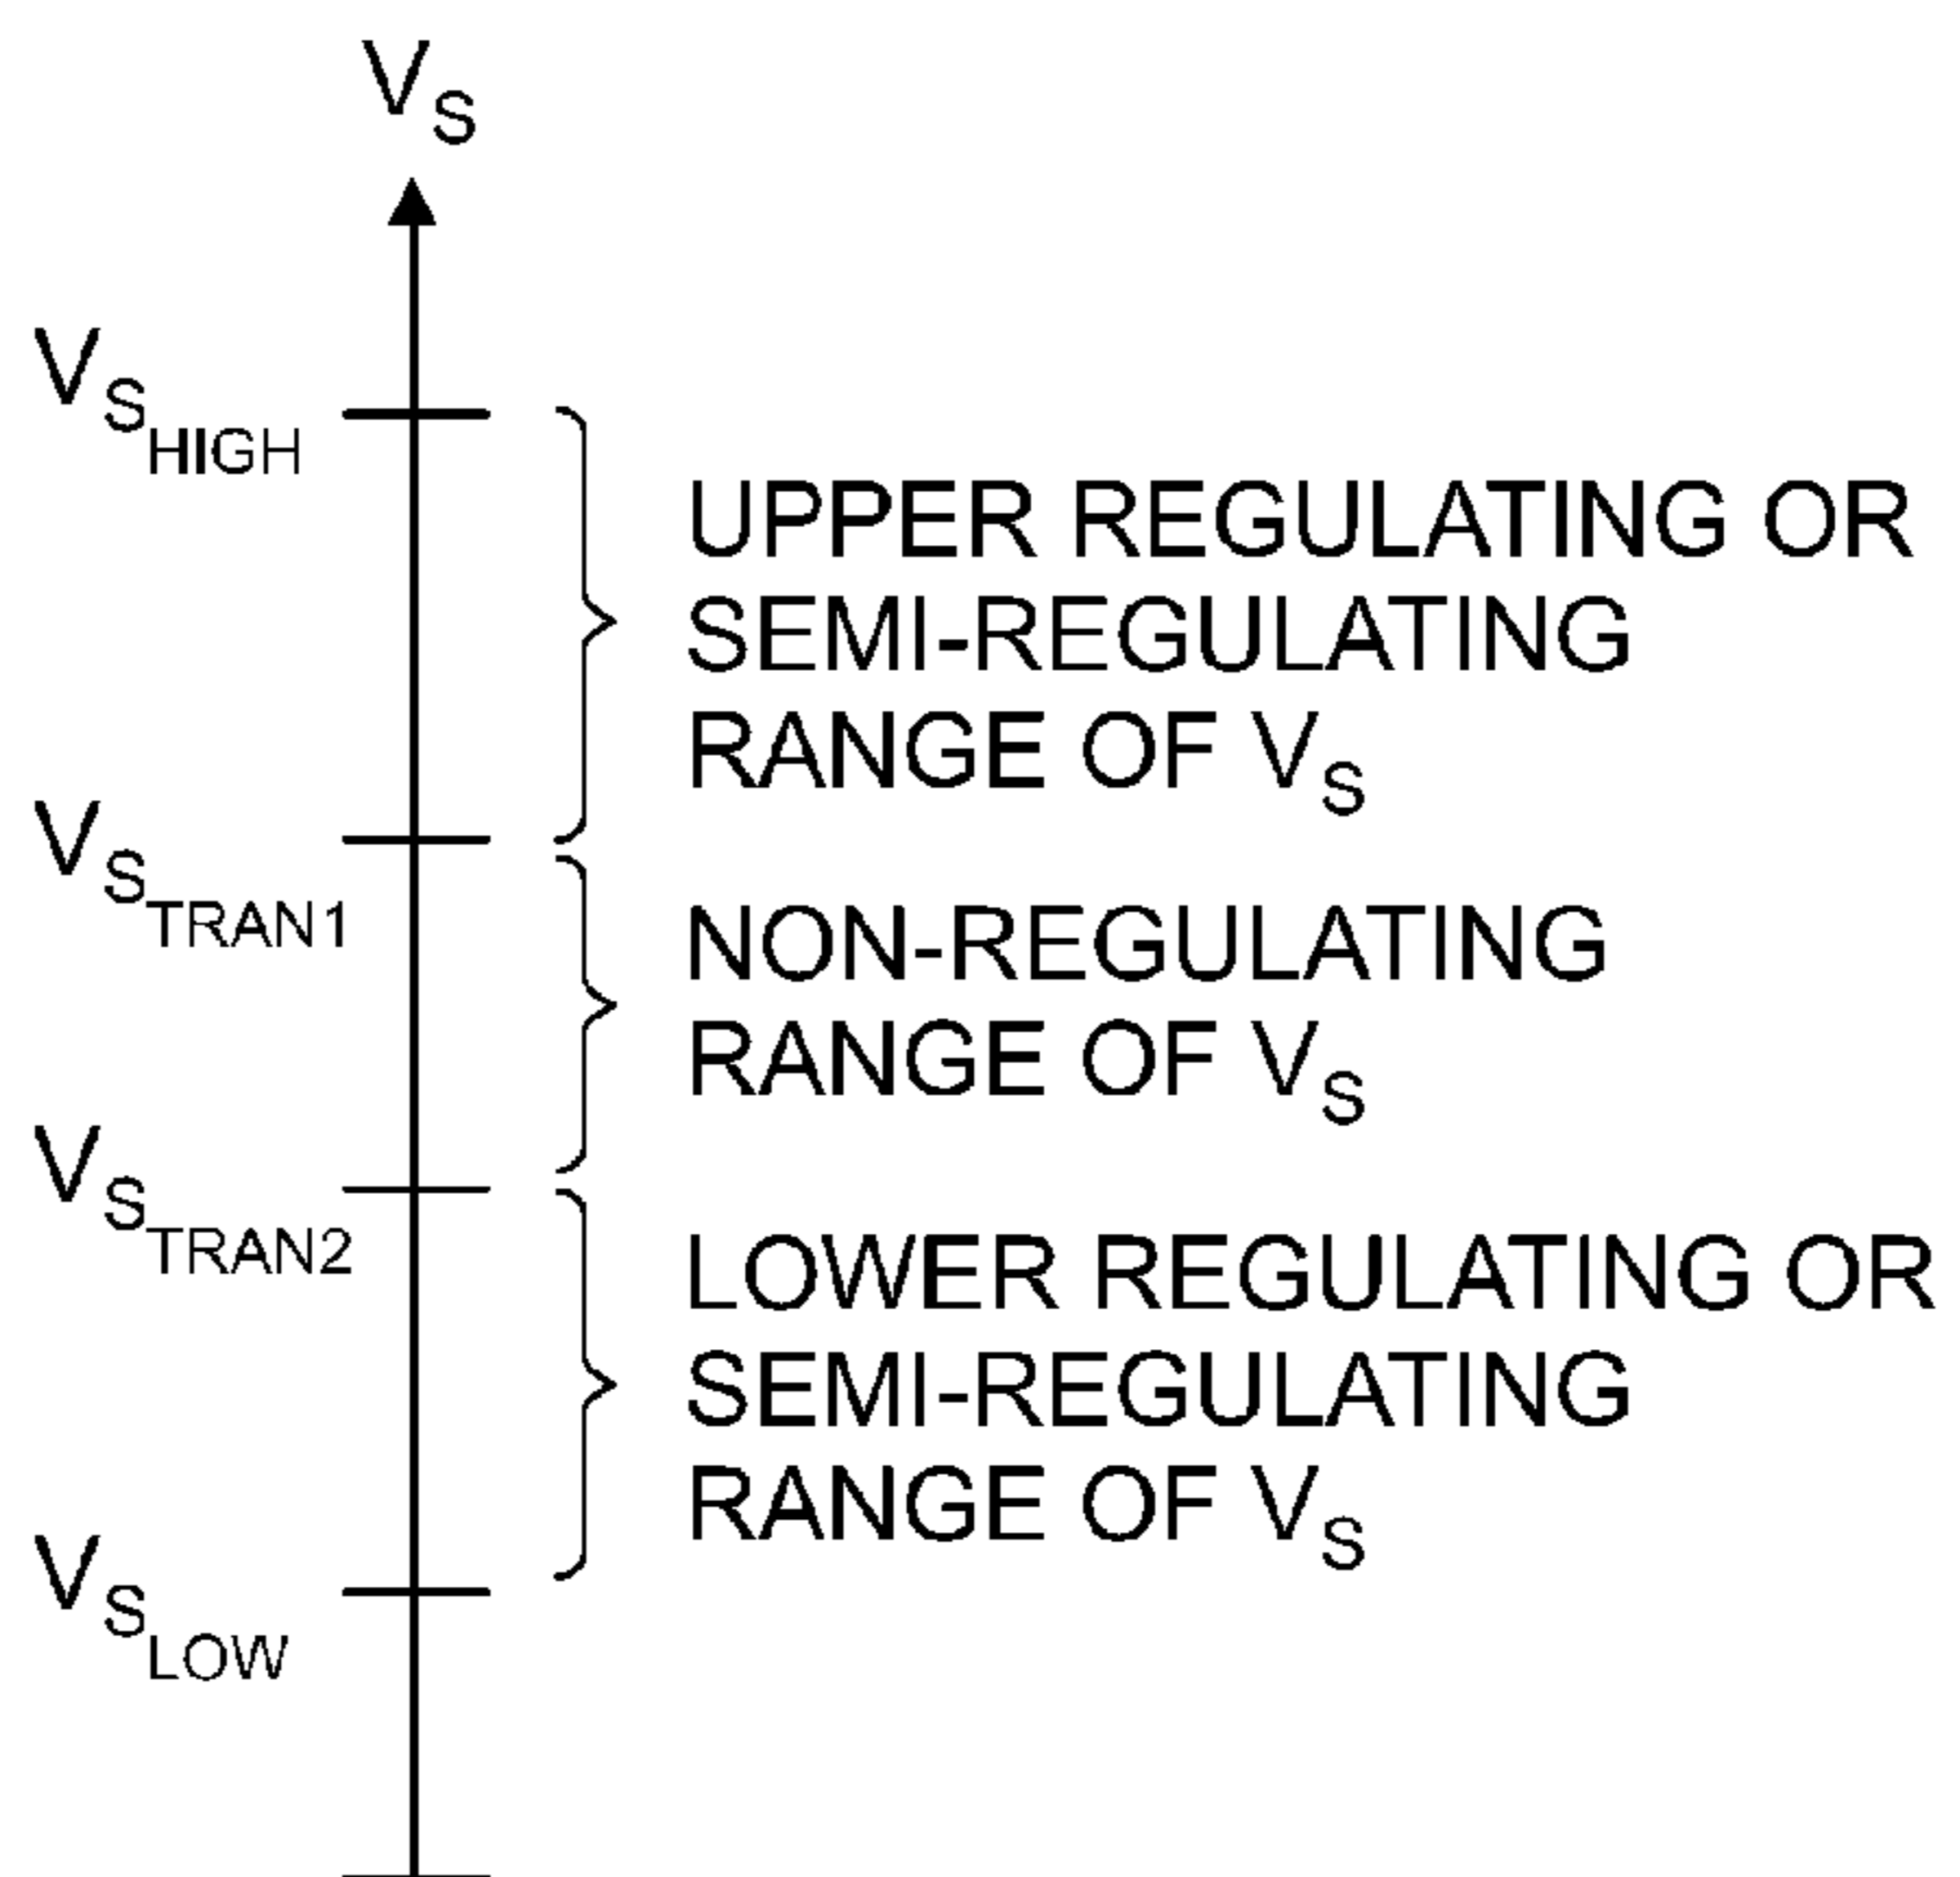 VS
VSHIGH
UPPER REGULATING OR
SEMI-REGULATING
RANGE OF VS
VSTRAN1
NON-REGULATING
RANGE OF VS
VSTRAN2
LOWER REGULATING OR
SEMI-REGULATING
RANGE OF VS
VSLOW